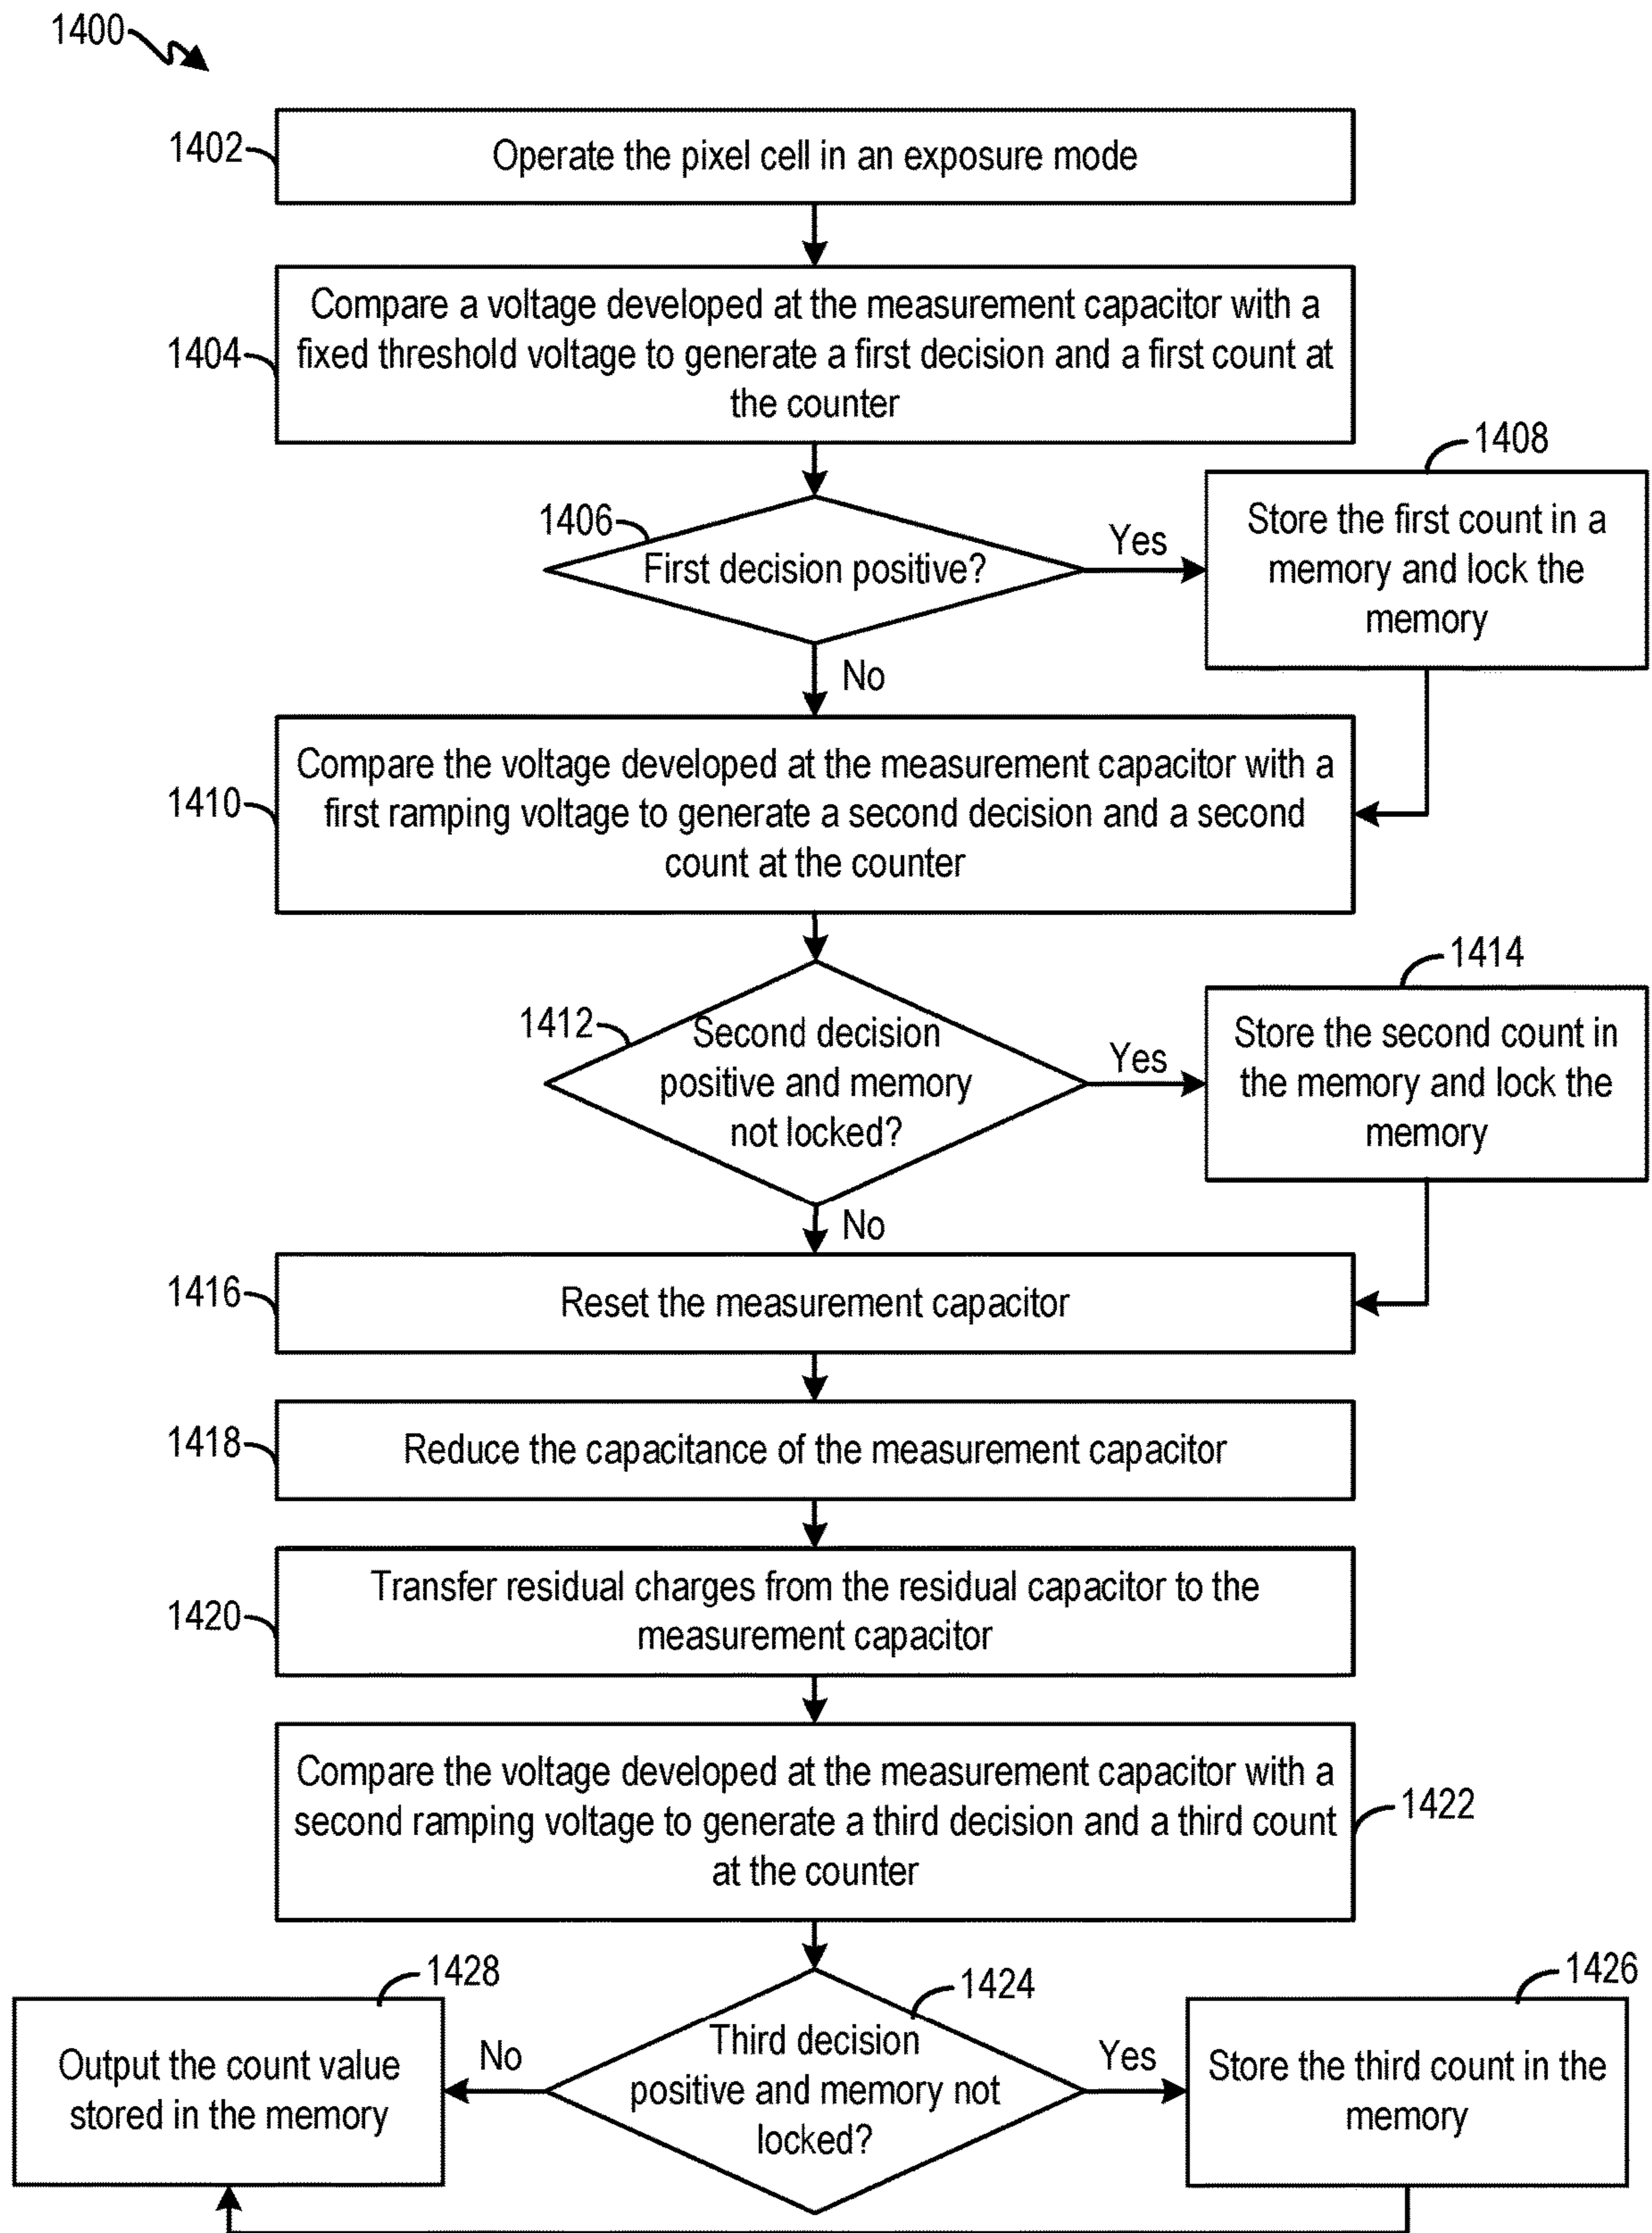 1400
1402
Operate the pixel cell in an exposure mode
1404
Compare a voltage developed at the measurement capacitor with a
fixed threshold voltage to generate a first decision and a first count at
the counter
1406
First decision positive?
Yes
No
1408
Store the first count in a
memory and lock the
memory
1410
Compare the voltage developed at the measurement capacitor with a
first ramping voltage to generate a second decision and a second
count at the counter
1412
Second decision
positive and memory
not locked?
Yes
No
1414
Store the second count in
the memory and lock the
memory
1416
Reset the measurement capacitor
1418
Reduce the capacitance of the measurement capacitor
1420
Transfer residual charges from the residual capacitor to the
measurement capacitor
1422
Compare the voltage developed at the measurement capacitor with a
second ramping voltage to generate a third decision and a third count
at the counter
1424
Third decision
positive and memory not
locked?
No
Yes
1428
Output the count value
stored in the memory
1426
Store the third count in the
memory